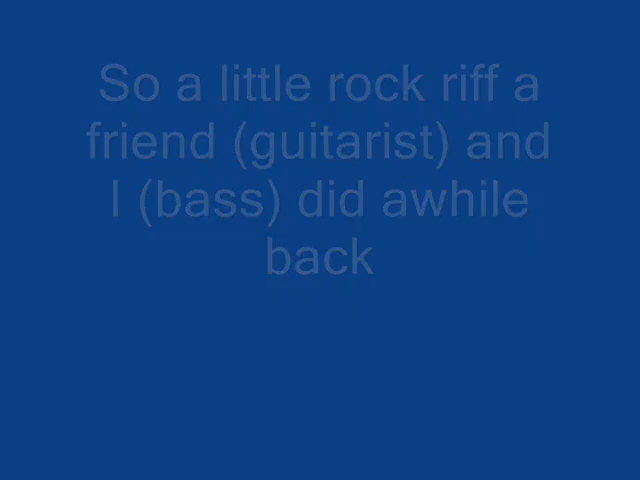 So a little rock riff a
friend (guitarist) and
I (bass) did awhile
back